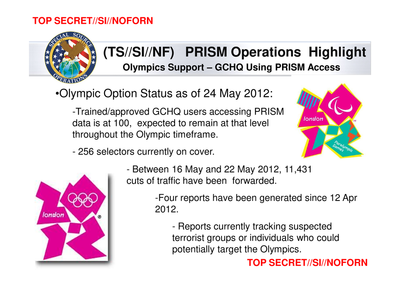 TOP SECRET//SI//NOFORN
SPECIAL SOURCE
OPERATIONS
(TS//SI//NF) PRISM Operations Highlight
Olympics Support – GCHQ Using PRISM Access
•Olympic Option Status as of 24 May 2012:
-Trained/approved GCHQ users accessing PRISM
data is at 100, expected to remain at that level
throughout the Olympic timeframe.
london
- 256 selectors currently on cover.
- Between 16 May and 22 May 2012, 11,431
cuts of traffic have been forwarded.
london
-Four reports have been generated since 12 Apr
2012.
- Reports currently tracking suspected
terrorist groups or individuals who could
potentially target the Olympics.
TOP SECRET//SI//NOFORN